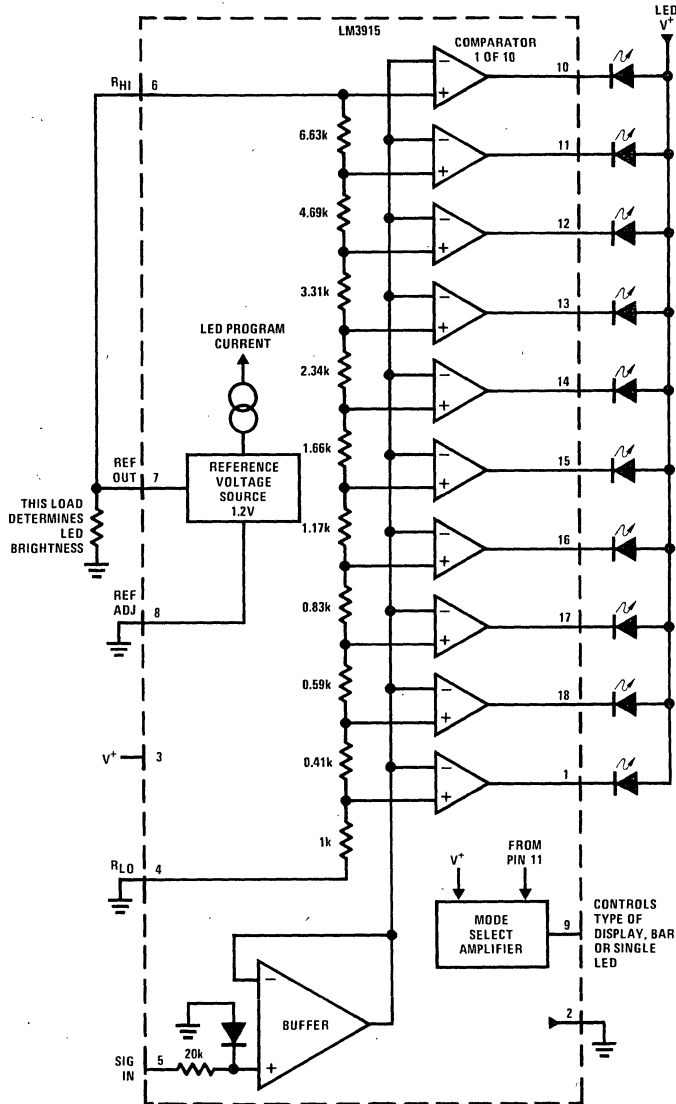 LED
V+
LM3915
COMPARATOR
1 OF 10
10
RHI
6
6.63k
11
4.69k
12
3.31k
13
LED PROGRAM
CURRENT
2.34k
14
1.66k
15
REF
OUT
7
REFERENCE
VOLTAGE
SOURCE
1.2V
THIS LOAD
DETERMINES
LED
BRIGHTNESS
1.17k
16
REF
ADJ
8
0.83k
17
0.59k
18
V+
3
0.41k
1
1k
RLO
4
V+
FROM
PIN 11
MODE
SELECT
AMPLIFIER
9
CONTROLS
TYPE OF
DISPLAY, BAR
OR SINGLE
LED
BUFFER
2
SIG
IN
5
20k